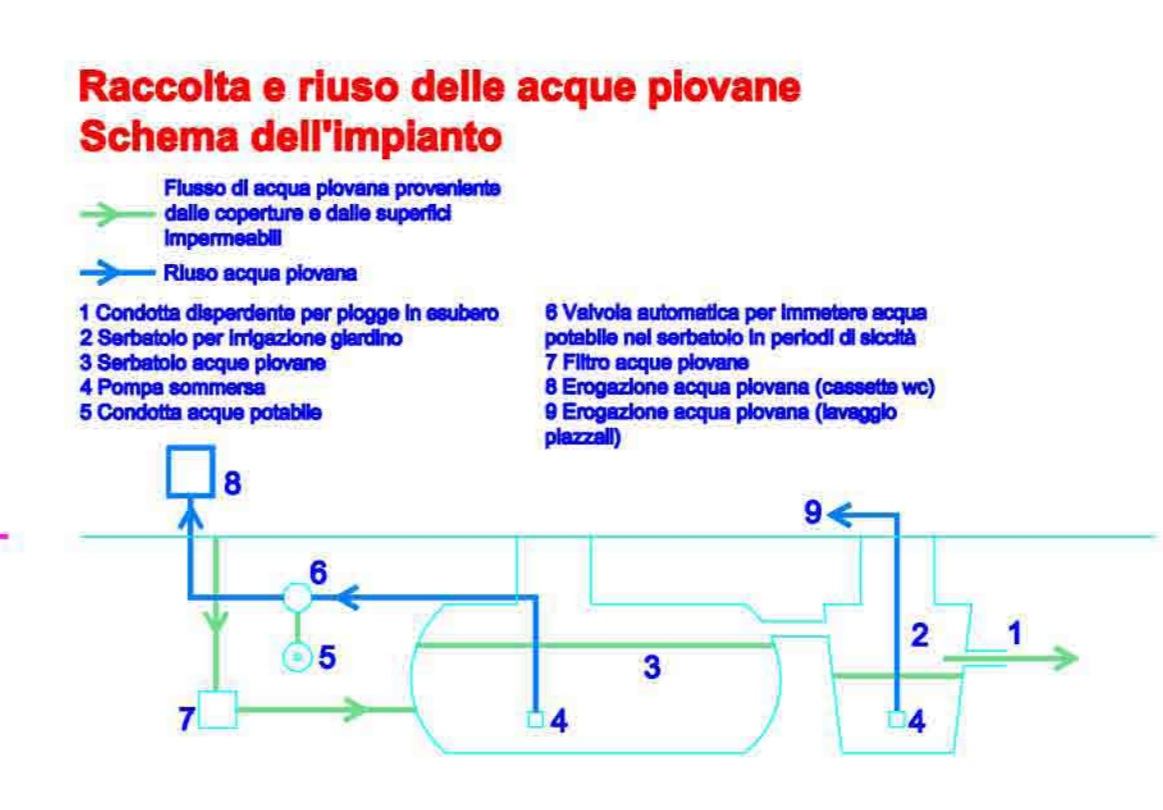 Raccolta e riuso delle acque piovane
Schema dell'impianto
Flusso di acqua piovana proveniente
dalle coperture e dalle superfici
impermeabili
Riuso acqua piovana
1 Condotta disperdente per piogge in esubero
2 Serbatoio per irrigazione giardino
3 Serbatoio acque piovane
4 Pompa sommersa
5 Condotta acque potabile
6 Valvola automatica per immetere acqua
potabile nel serbatoio in periodi di siccità
7 Filtro acque piovane
8 Erogazione acqua piovana (cassette wc)
9 Erogazione acqua piovana (lavaggio
piazzali)
8
9
6
5
7
4
3
2
1
4